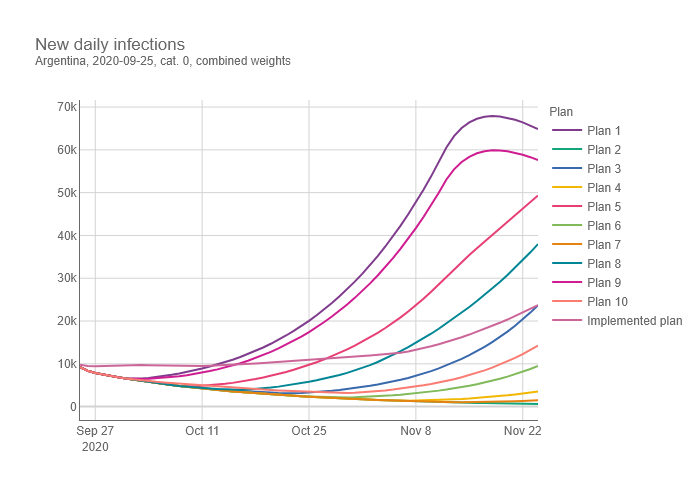 New daily infections
Argentina, 2020-09-25, cat. 0, combined weights
70k
60k
50k
40k
30k
20k
10k
0
Sep 27
2020
Oct 11
Oct 25
Nov 8
Nov 22
Plan
Plan 1
Plan 2
Plan 3
Plan 4
Plan 5
Plan 6
Plan 7
Plan 8
Plan 9
Plan 10
Implemented plan